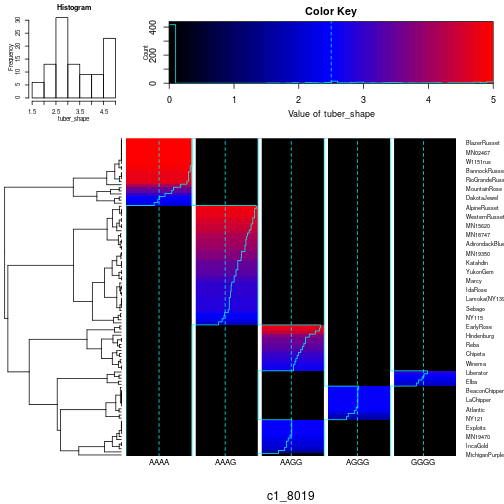 Histogram
Frequency
0
5
10
15
20
25
30
1.5
2.5
3.5
4.5
tuber_shape
Color Key
Count
0
200
400
0
1
2
3
4
5
Value of tuber_shape
BlazerRusset
MN02467
W1151rus
BannockRusse
RioGrandeRuss
MountainRose
DakotaJewel
AlpineRusset
WesternRusset
MN15620
MN18747
AdirondackBlue
MN19350
Katahdin
YukonGem
Marcy
IdaRose
Lamoka(NY139
Sebago
NY115
EarlyRose
Hindenburg
Reba
Chipeta
Winema
Liberator
Elba
BeaconChipper
LaChipper
Atlantic
NY121
Exploits
MN19470
IncaGold
MichiganPurple
AAAA
AAAG
AAGG
AGGG
GGGG
c1_8019